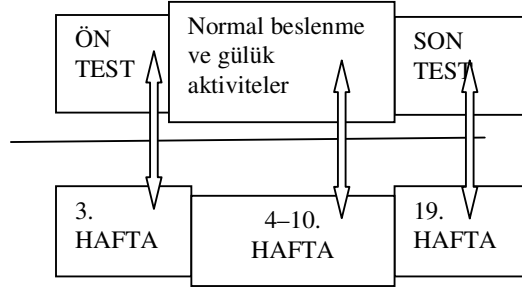 ÖN
TEST
Normal beslenme
ve gülük
aktiviteler
SON
TEST
3.
HAFTA
4–10.
HAFTA
19.
HAFTA